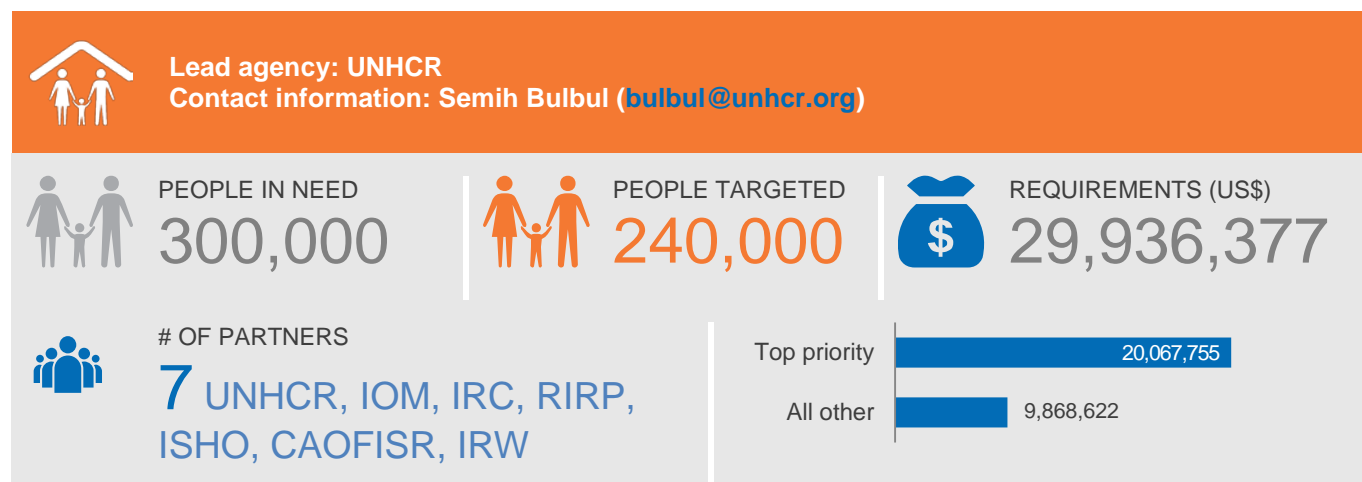 Lead agency: UNHCR
Contact information: Semih Bulbul (bulbul@unhcr.org)
PEOPLE IN NEED
300,000
PEOPLE TARGETED
240,000
$
REQUIREMENTS (US$)
29,936,377
# OF PARTNERS
7 UNHCR, IOM, IRC, RIRP,
ISHO, CAOFISR, IRW
Top priority 20,067,755
All other 9,868,622